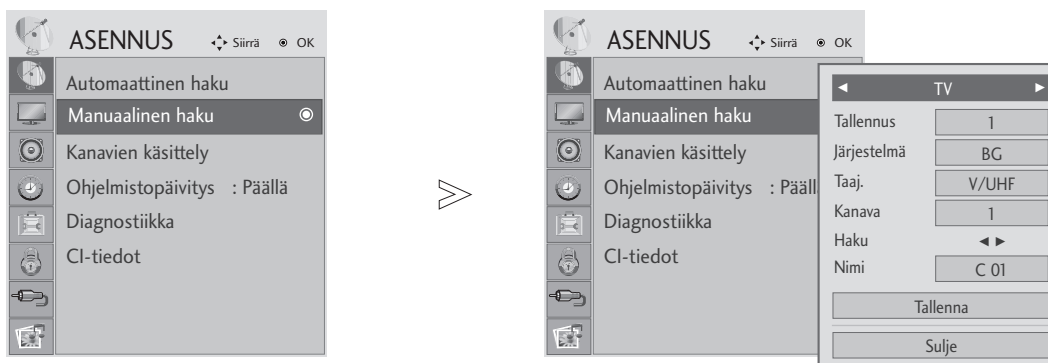 ASENNUS Siirrä OK
Automaattinen haku
Manuaalinen haku
Kanavien käsittely
Ohjelmistopäivitys : Päällä
Diagnostiikka
CI-tiedot
ASENNUS Siirrä OK
Automaattinen haku
Manuaalinen haku
Kanavien käsittely
Ohjelmistopäivitys : Pääll
Diagnostiikka
CI-tiedot
◄ TV ►
Tallennus 1
Järjestelmä BG
Taaj. V/UHF
Kanava 1
Haku ◄ ►
Nimi C 01
Tallenna
Sulje